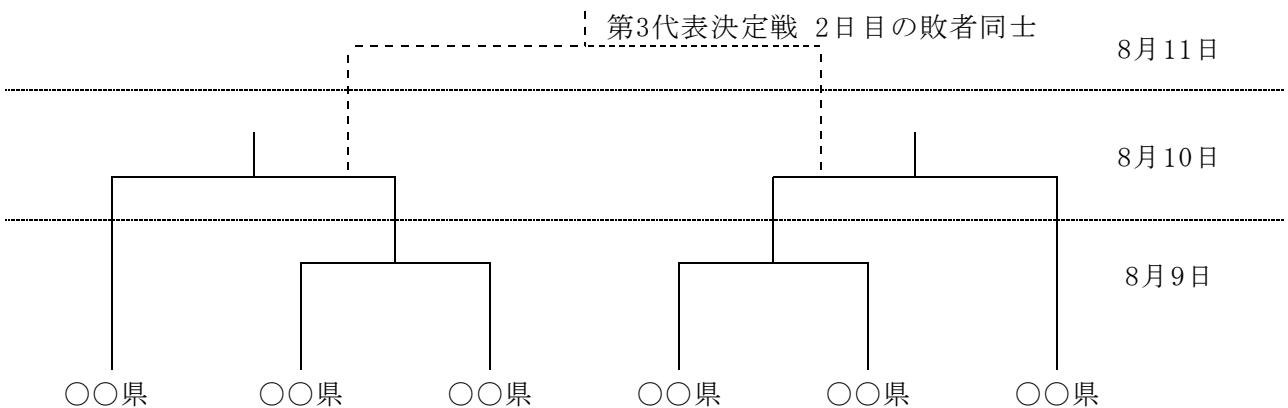 第3代表決定戦 2日目の敗者同士
8月11日
8月10日
8月9日
○○県 ○○県 ○○県 ○○県 ○○県 ○○県